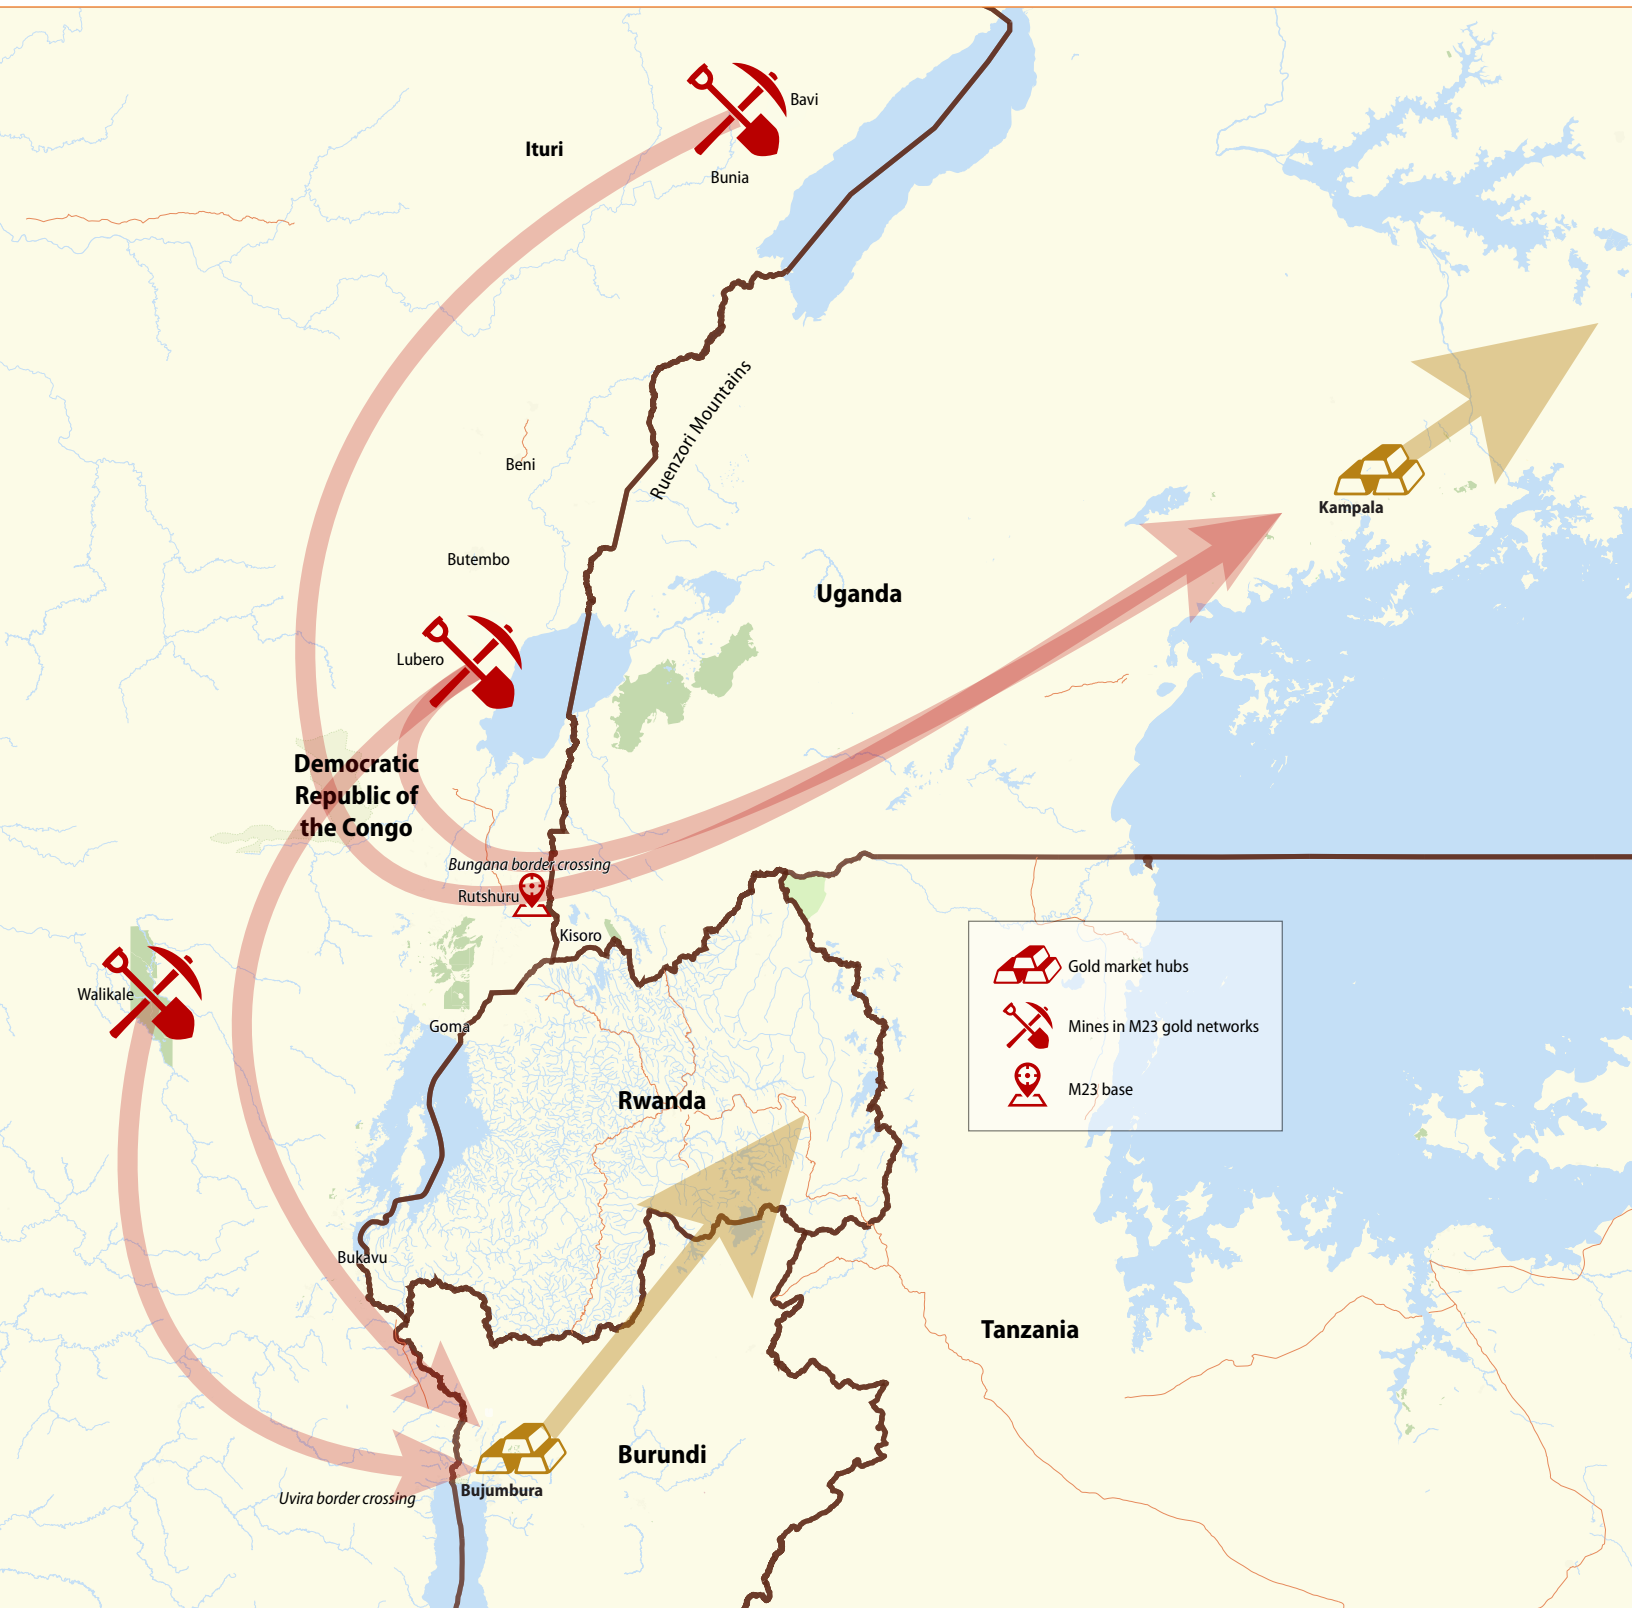 Bavi
Ituri
Bunia
Ruenzori Mountains
Beni
Kampala
Butembo
Uganda
Lubero
Democratic
Republic of
the Congo
Bungana border crossing
Rutshuru
Kisoro
Gold market hubs
Walikale
Goma
Mines in M23 gold networks
M23 base
Rwanda
Bukavu
Tanzania
Burundi
Bujumbura
Uvira border crossing